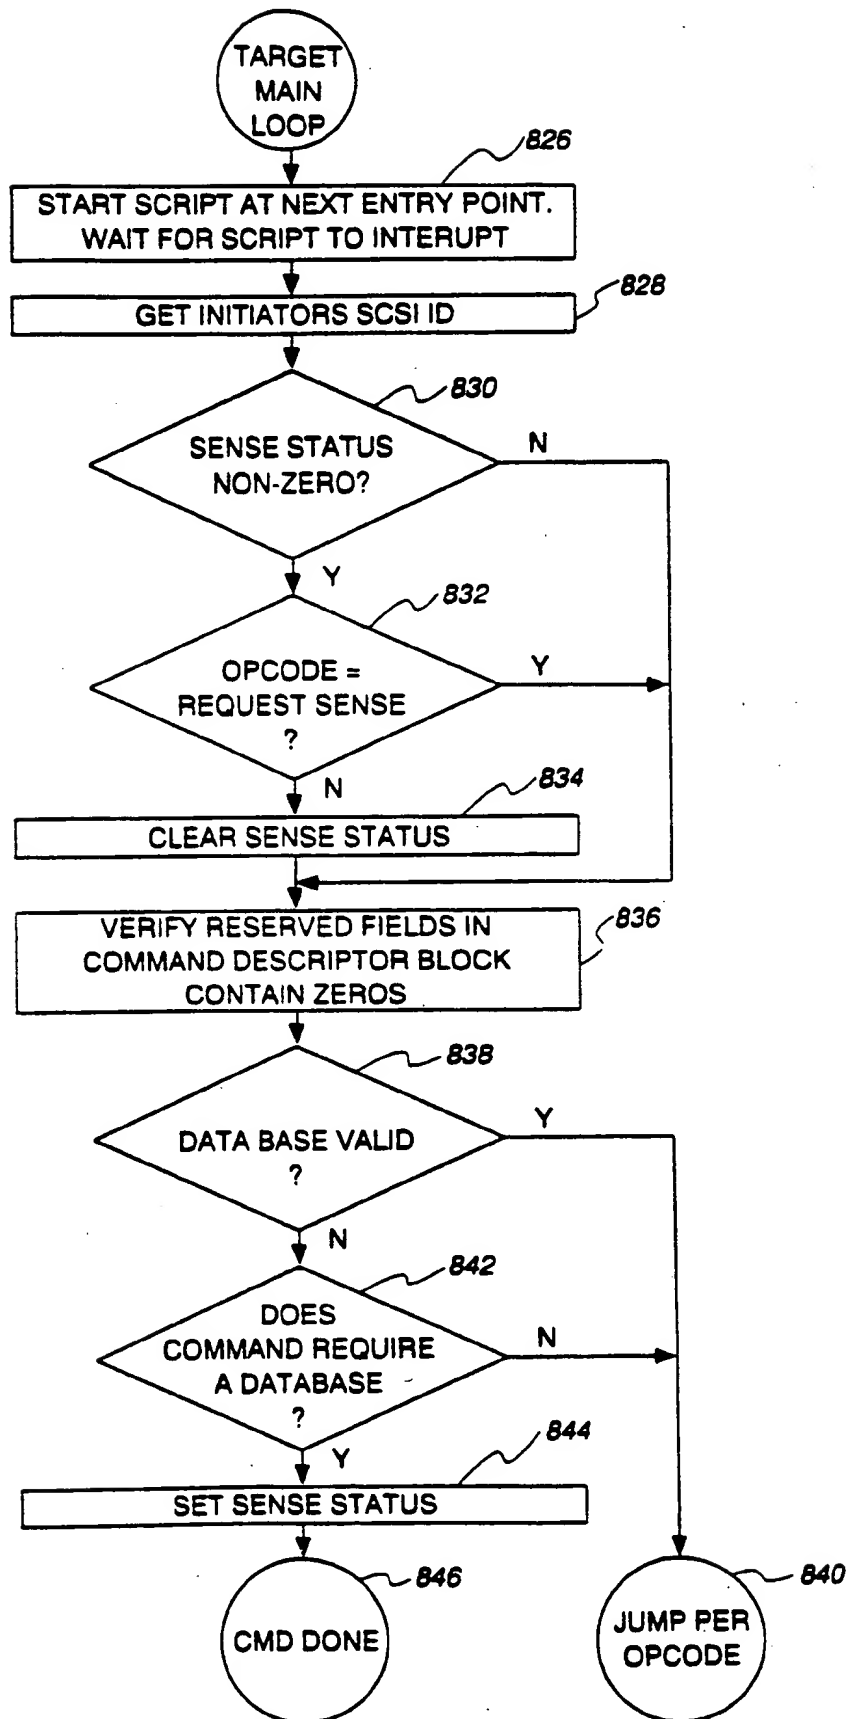 TARGET
MAIN
LOOP
826
START SCRIPT AT NEXT ENTRY POINT.
WAIT FOR SCRIPT TO INTERUPT
828
GET INITIATORS SCSI ID
830
SENSE STATUS
NON-ZERO?
N
Y
832
OPCODE =
REQUEST SENSE
?
Y
N
834
CLEAR SENSE STATUS
836
VERIFY RESERVED FIELDS IN
COMMAND DESCRIPTOR BLOCK
CONTAIN ZEROS
838
DATA BASE VALID
?
Y
N
842
DOES
COMMAND REQUIRE
A DATABASE
?
N
Y
844
SET SENSE STATUS
846
CMD DONE
840
JUMP PER
OPCODE